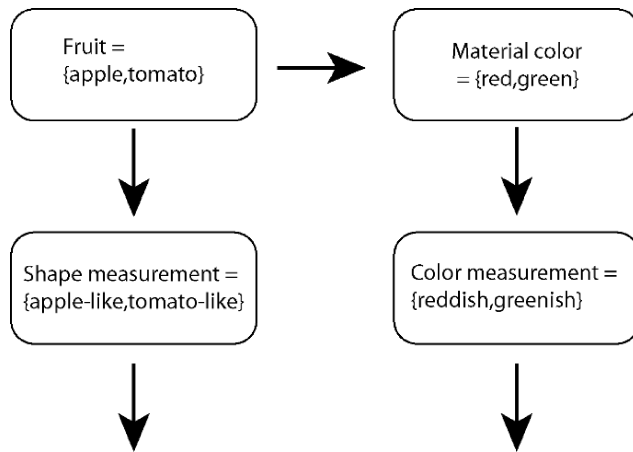 Fruit =
{apple,tomato}
Material color
= {red,green}
Shape measurement =
{apple-like,tomato-like}
Color measurement =
{reddish,greenish}